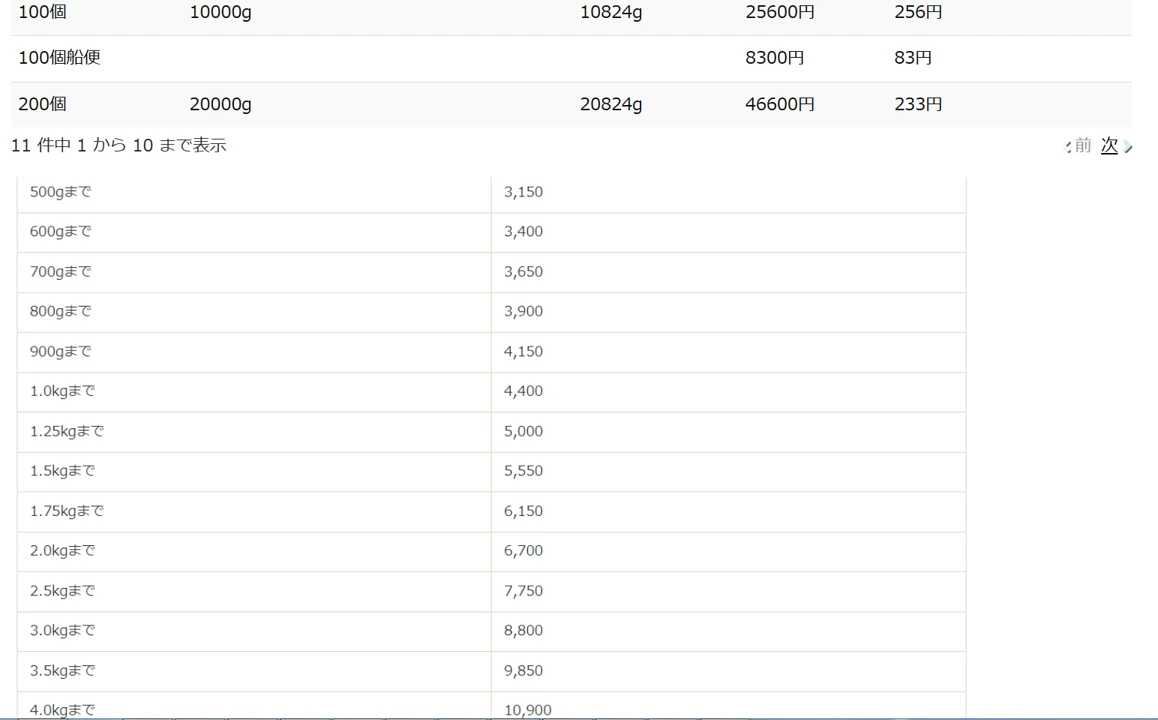 100個 10000g 10824g 25600円 256円
100個船便 8300円 83円
200個 20000g 20824g 46600円 233円
11 件中 1 から 10 まで表示 前 次
500gまで 3,150
600gまで 3,400
700gまで 3,650
800gまで 3,900
900gまで 4,150
1.0kgまで 4,400
1.25kgまで 5,000
1.5kgまで 5,550
1.75kgまで 6,150
2.0kgまで 6,700
2.5kgまで 7,750
3.0kgまで 8,800
3.5kgまで 9,850
4.0kgまで 10,900